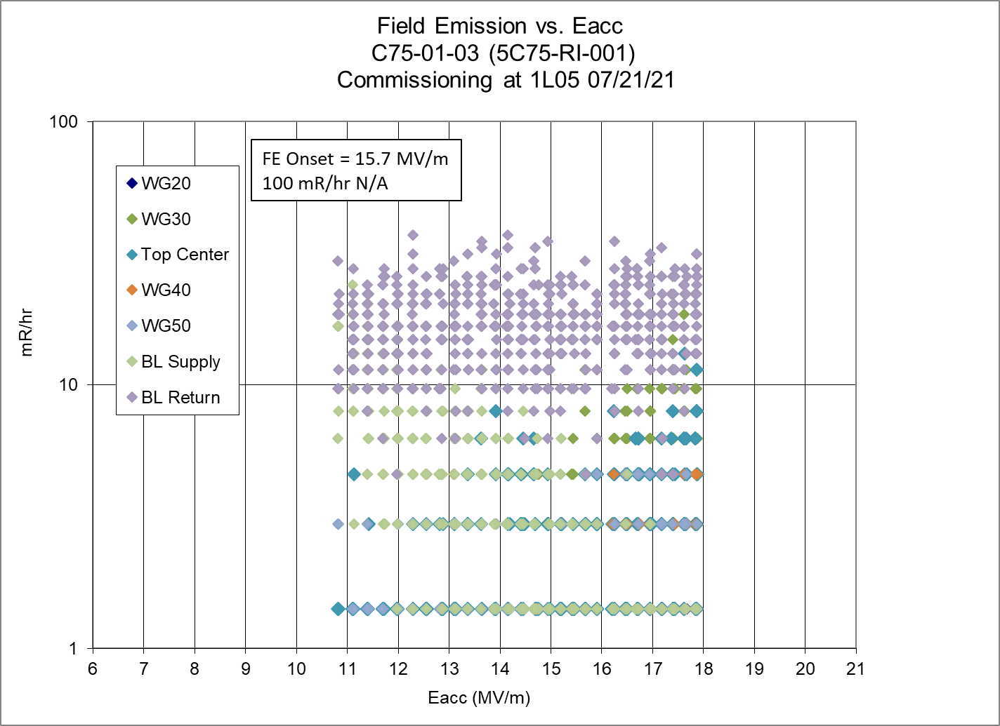 Field Emission vs. Eacc
C75-01-03 (5C75-RI-001)
Commissioning at 1L05 07/21/21
100
FE Onset = 15.7 MV/m
100 mR/hr N/A
WG20
WG30
Top Center
WG40
WG50
BL Supply
BL Return
mR/hr
10
1
6 7 8 9 10 11 12 13 14 15 16 17 18 19 20 21
Eacc (MV/m)